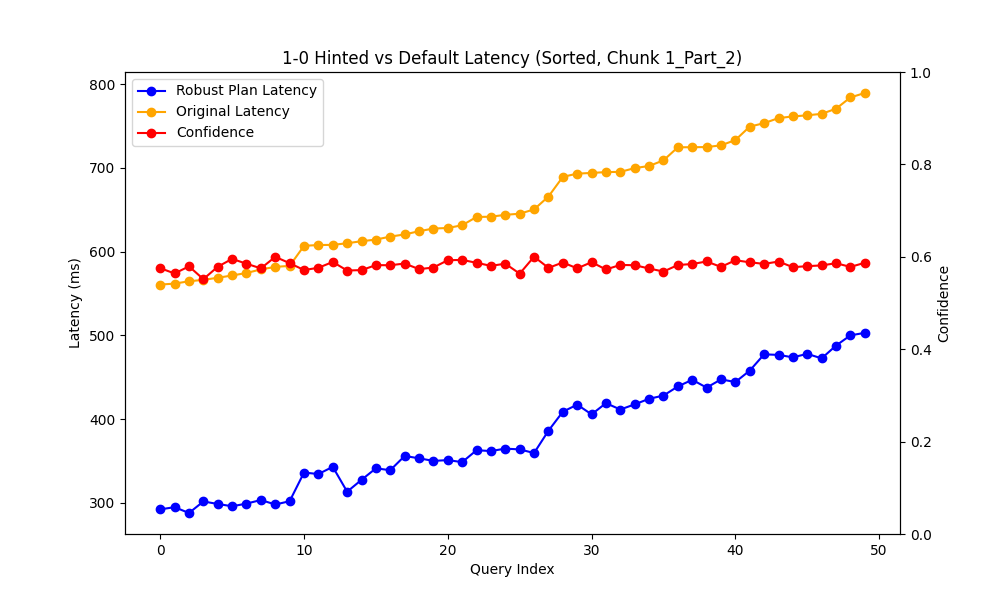 1-0 Hinted vs Default Latency (Sorted, Chunk 1_Part_2)
Robust Plan Latency
Original Latency
Confidence
800
700
600
500
400
300
Latency (ms)
1.0
0.8
0.6
0.4
0.2
0.0
Confidence
0 10 20 30 40 50
Query Index